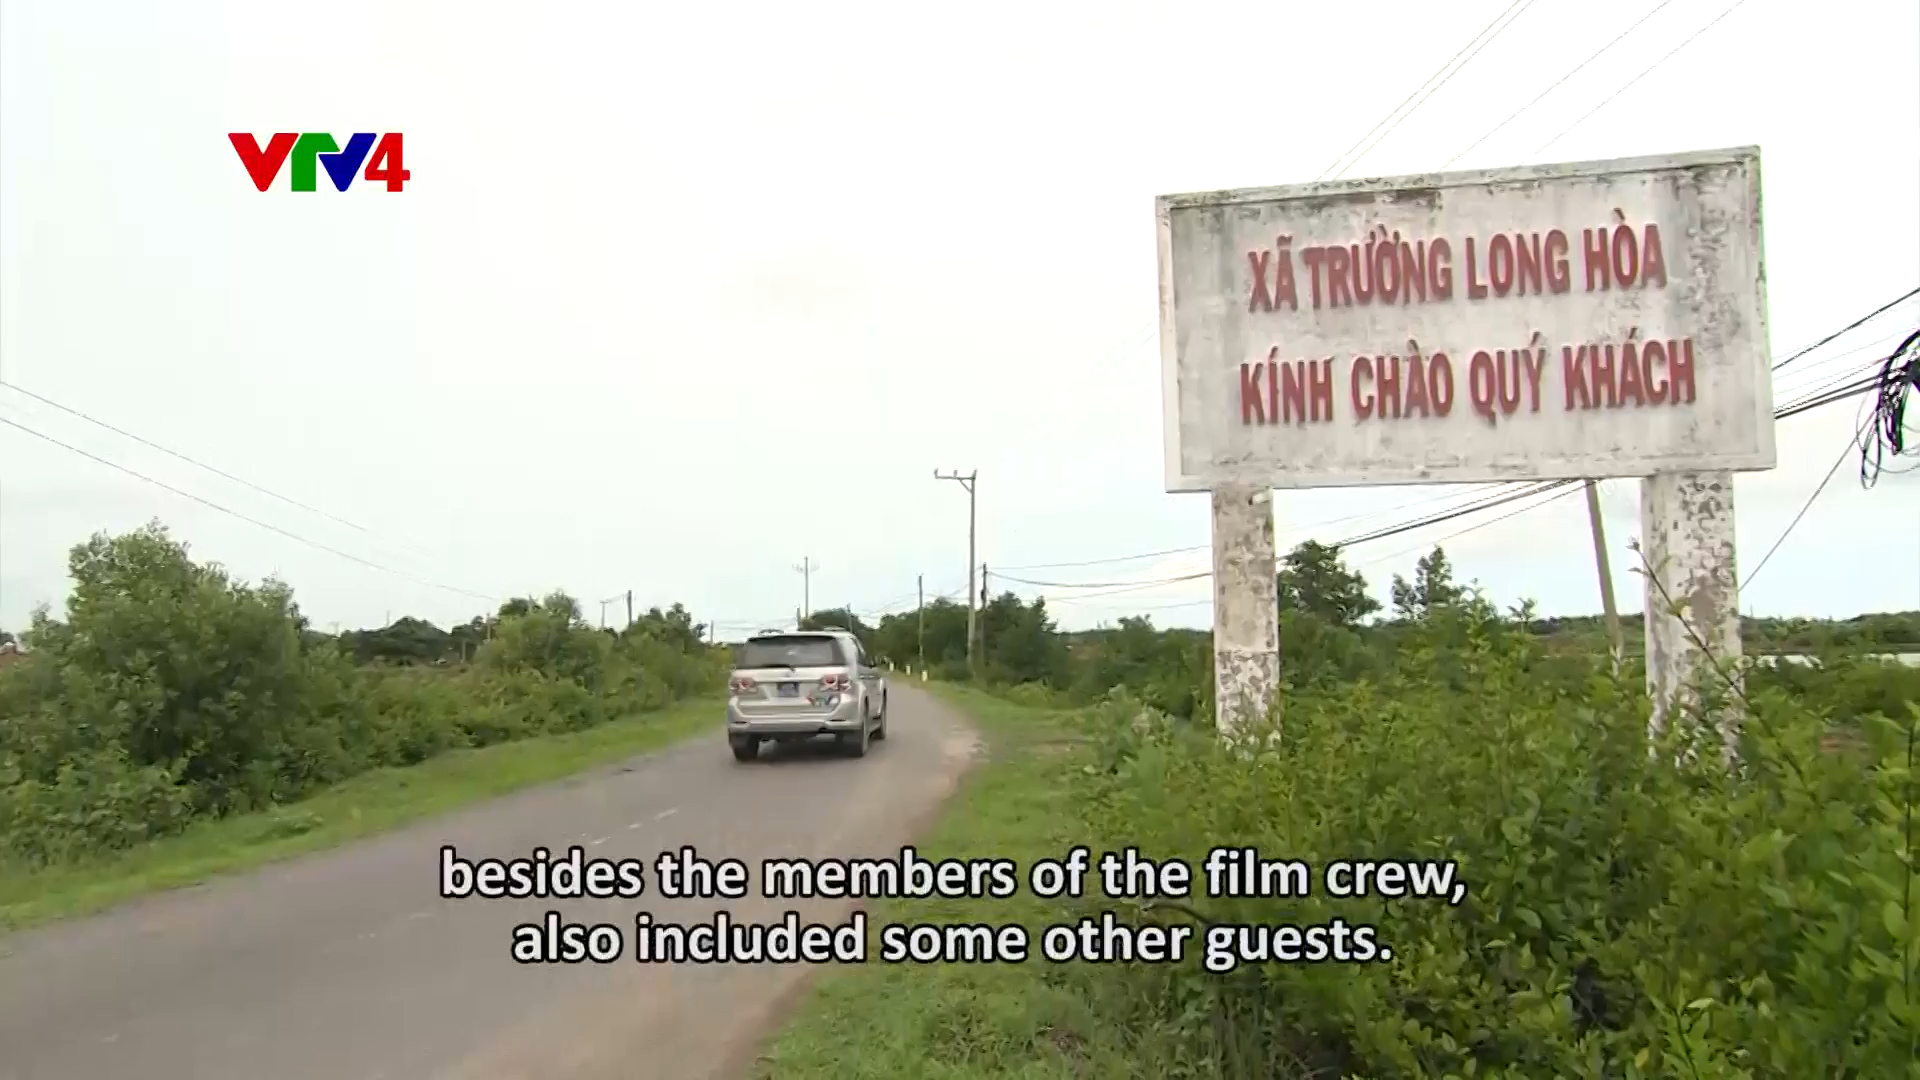 VTV4
XÃ TRƯỜNG LONG HÒA
KÍNH CHÀO QUÝ KHÁCH
besides the members of the film crew,
also included some other guests.